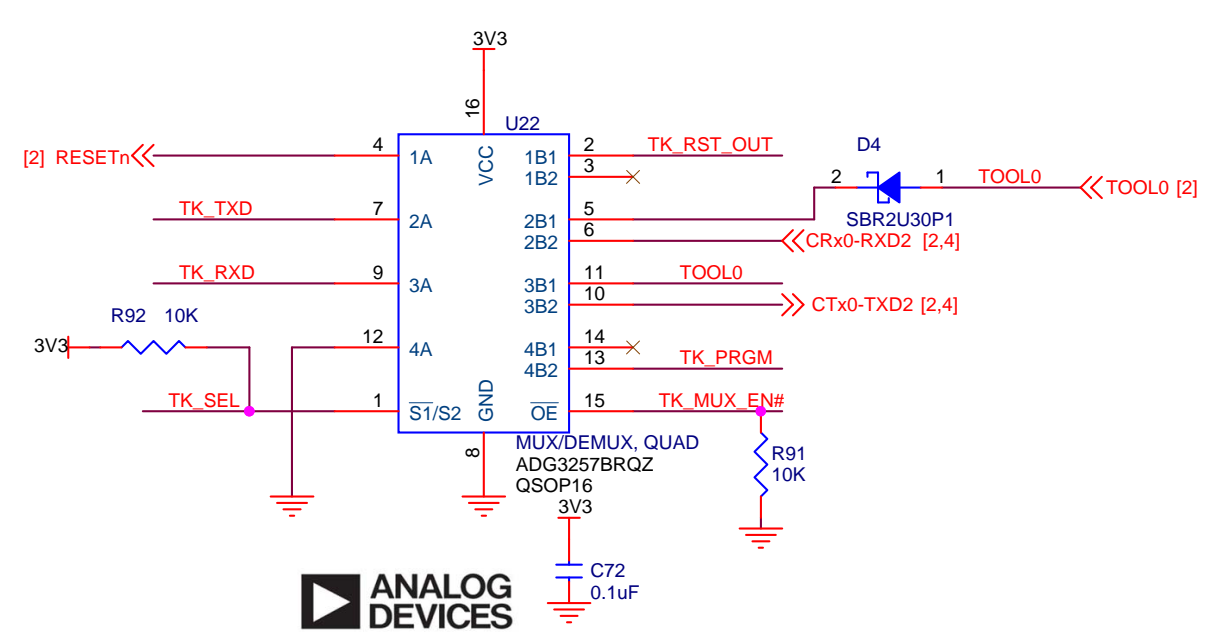 3V3
16
U22
[2] RESETn
4
1A
VCC
1B1
2
TK_RST_OUT
1B2
3
D4
2
1
TOOL0
TOOL0 [2]
SBR2U30P1
TK_TXD
7
2A
2B1
5
2B2
6
CRx0-RXD2 [2,4]
TK_RXD
9
3A
3B1
11
TOOL0
3B2
10
CTx0-TXD2 [2,4]
R92 10K
3V3
12
4A
4B1
14
4B2
13
TK_PRGM
TK_SEL
1
S1/S2
GND
OE
15
TK_MUX_EN#
8
MUX/DEMUX, QUAD
ADG3257BRQZ
QSOP16
R91
10K
3V3
C72
0.1uF
ANALOG
DEVICES